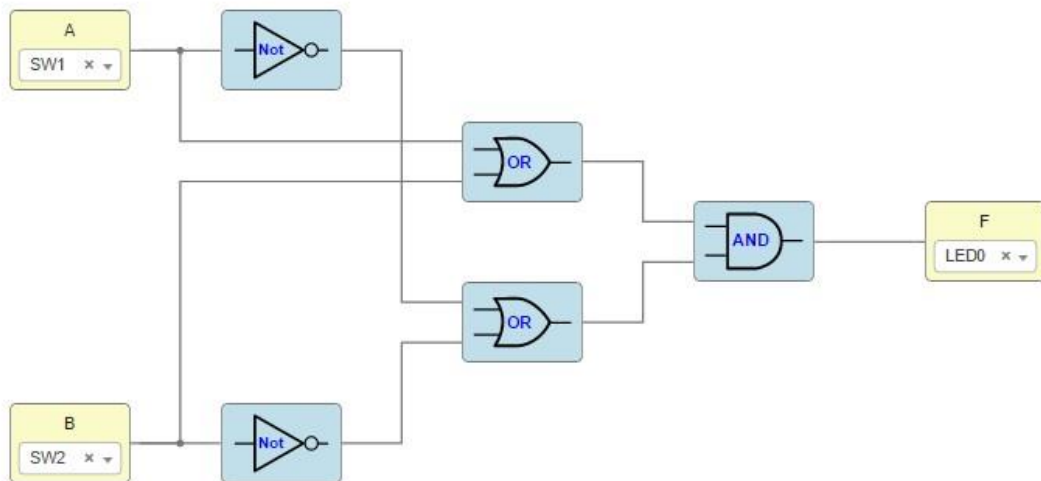 A
SW1 ×
Not
OR
AND
F
LED0 ×
OR
B
SW2 ×
Not